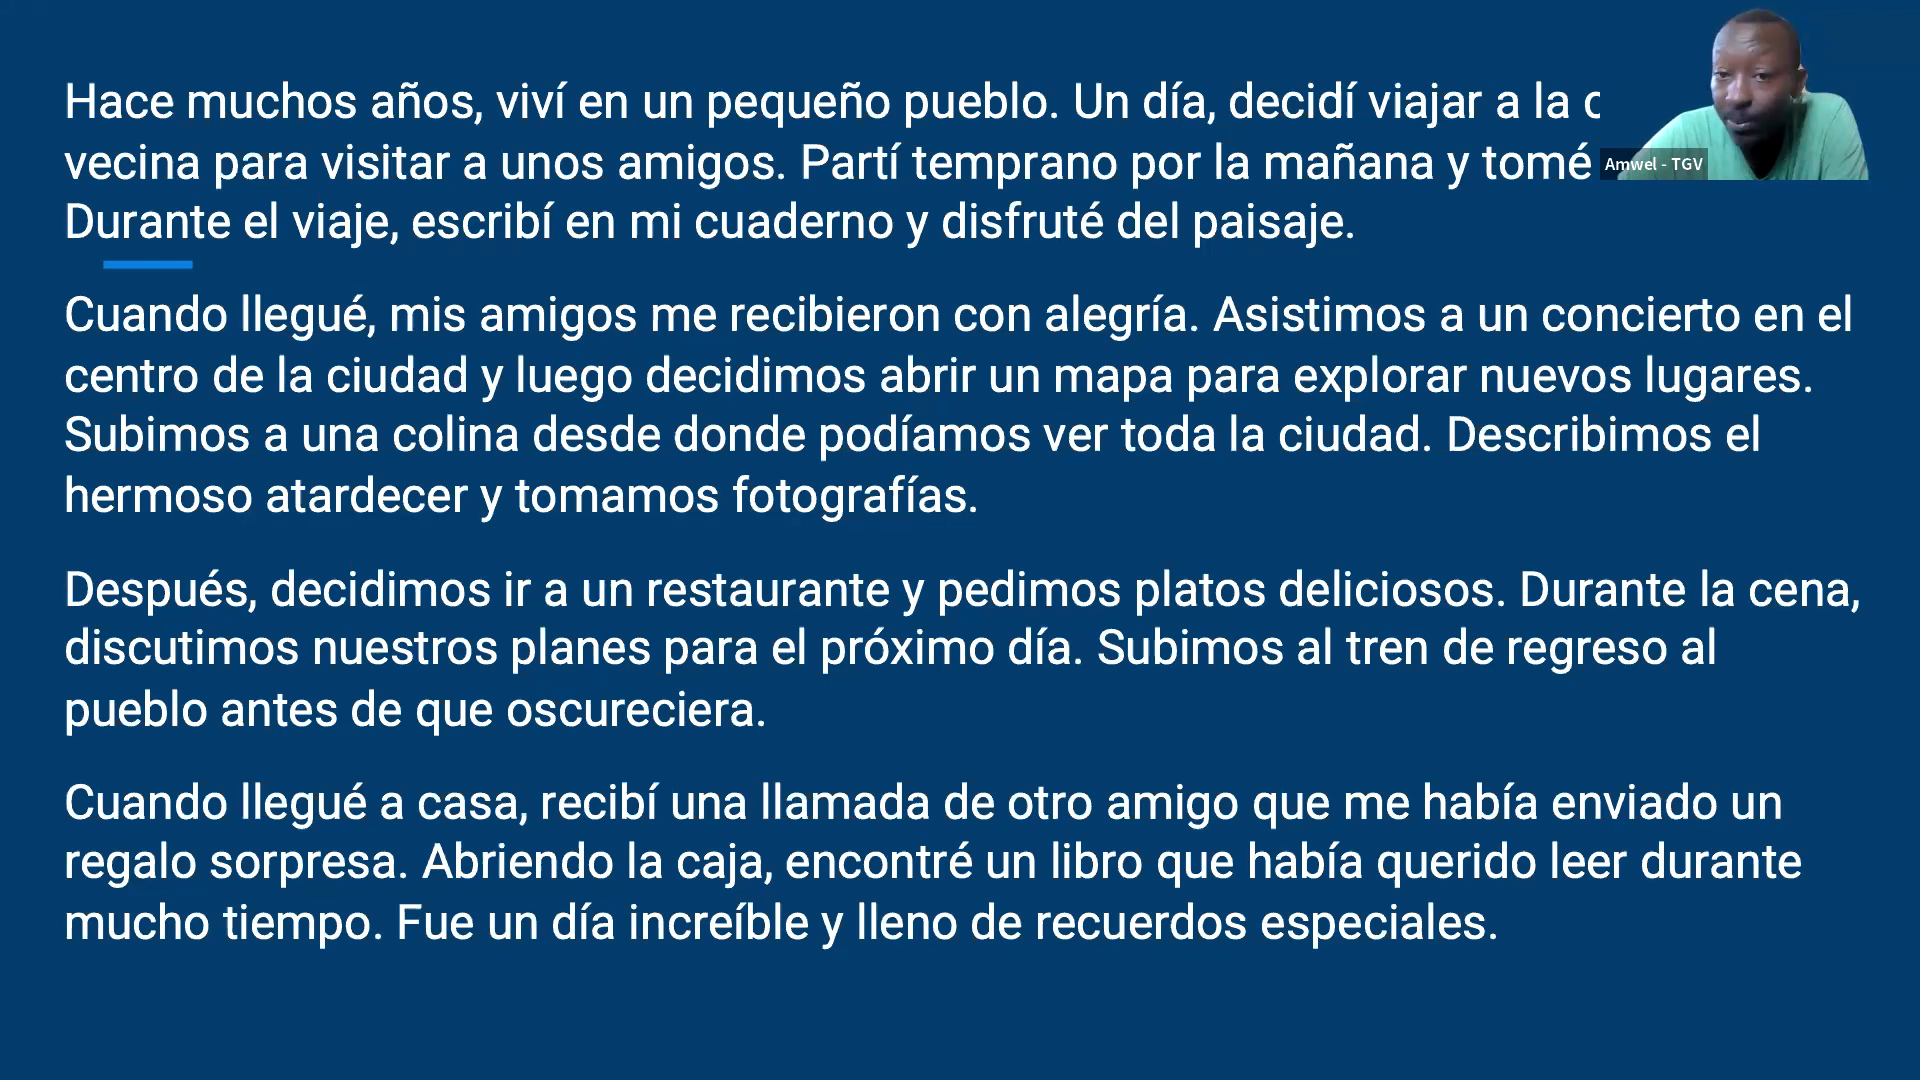 Hace muchos años, viví en un pequeño pueblo. Un día, decidí viajar a la
vecina para visitar a unos amigos. Partí temprano por la mañana y tomé
Amwel - TGV
Durante el viaje, escribí en mi cuaderno y disfruté del paisaje.
Cuando llegué, mis amigos me recibieron con alegría. Asistimos a un concierto en el
centro de la ciudad y luego decidimos abrir un mapa para explorar nuevos lugares.
Subimos a una colina desde donde podíamos ver toda la ciudad. Describimos el
hermoso atardecer y tomamos fotografías.
Después, decidimos ir a un restaurante y pedimos platos deliciosos. Durante la cena,
discutimos nuestros planes para el próximo día. Subimos al tren de regreso al
pueblo antes de que oscureciera.
Cuando llegué a casa, recibí una llamada de otro amigo que me había enviado un
regalo sorpresa. Abriendo la caja, encontré un libro que había querido leer durante
mucho tiempo. Fue un día increíble y lleno de recuerdos especiales.